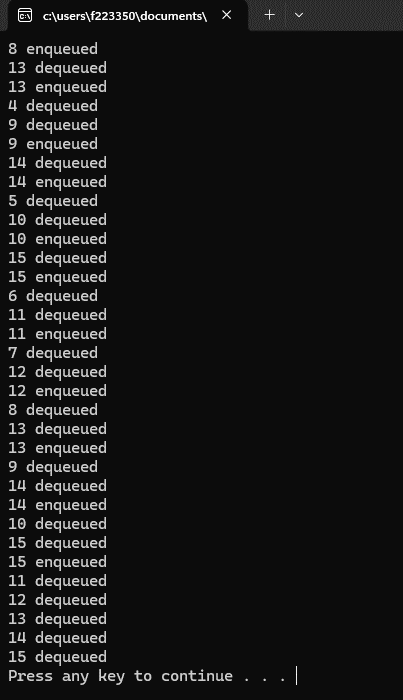 c:\users\f223350\documents\
8 enqueued
13 dequeued
13 enqueued
4 dequeued
9 dequeued
9 enqueued
14 dequeued
14 enqueued
5 dequeued
10 dequeued
10 enqueued
15 dequeued
15 enqueued
6 dequeued
11 dequeued
11 enqueued
7 dequeued
12 dequeued
12 enqueued
8 dequeued
13 dequeued
13 enqueued
9 dequeued
14 dequeued
14 enqueued
10 dequeued
15 dequeued
15 enqueued
11 dequeued
12 dequeued
13 dequeued
14 dequeued
15 dequeued
Press any key to continue . . .